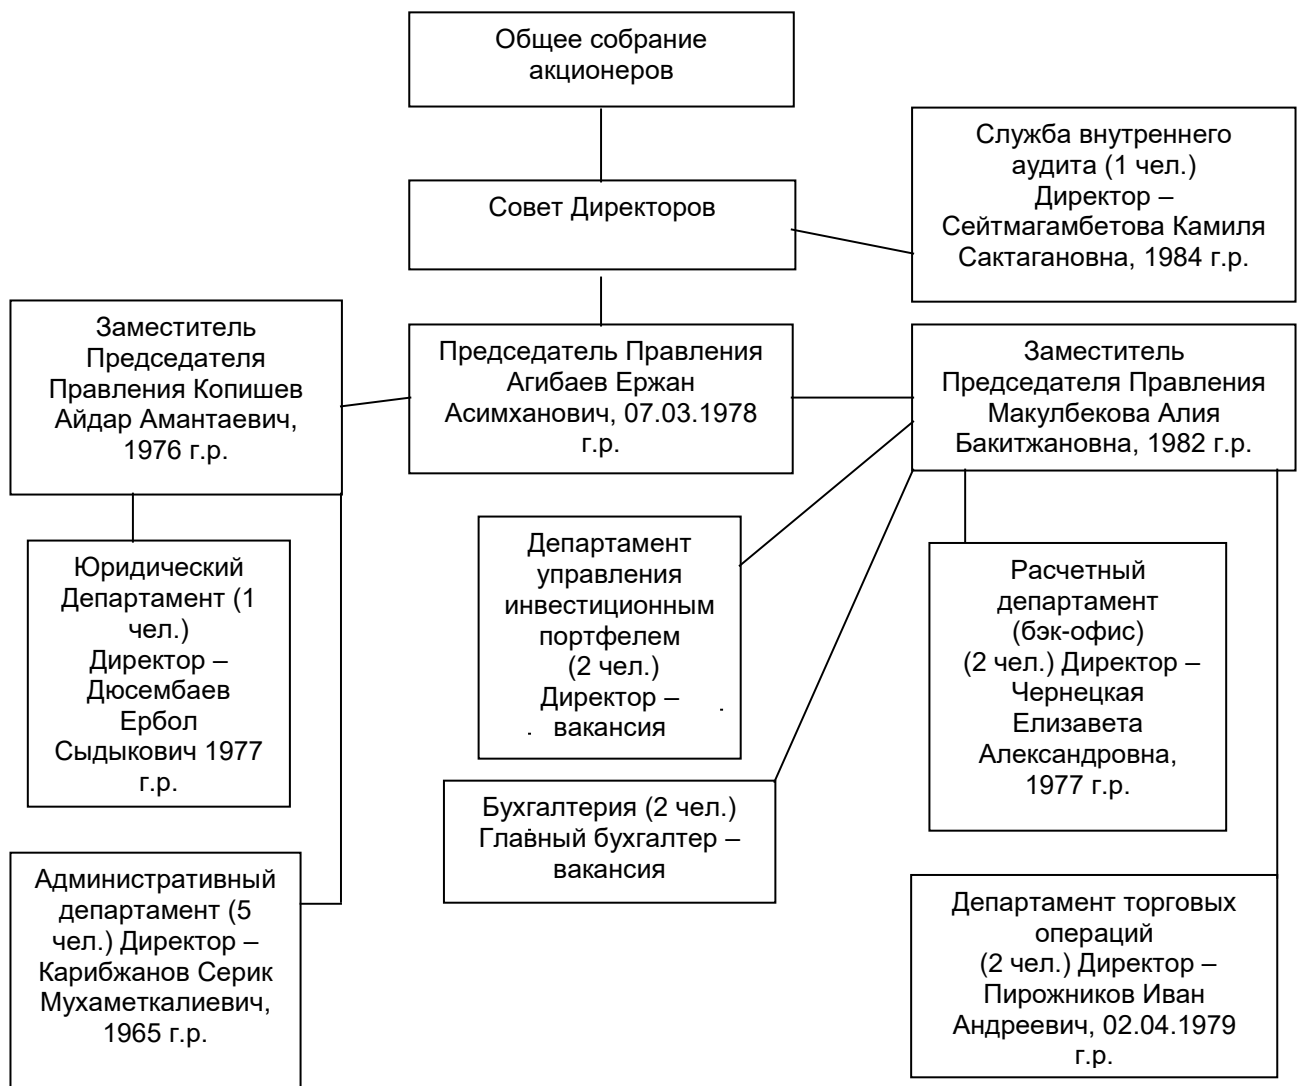 Общее собрание
акционеров
Служба внутреннего
аудита (1 чел.)
Директор –
Сейтмагамбетова Камиля
Сактагановна, 1984 г.р.
Совет Директоров
Заместитель
Председателя
Правления Копишев
Айдар Амантаевич,
1976 г.р.
Председатель Правления
Агибаев Ержан
Асимханович, 07.03.1978
г.р.
Заместитель
Председателя Правления
Макулбекова Алия
Бакитжановна, 1982 г.р.
Юридический
Департамент (1
чел.)
Директор –
Дюсембаев
Ербол
Сыдыкович 1977
г.р.
Департамент
управления
инвестиционным
портфелем
(2 чел.)
Директор –
вакансия
Расчетный
департамент
(бэк-офис)
(2 чел.) Директор –
Чернецкая
Елизавета
Александровна,
1977 г.р.
Бухгалтерия (2 чел.)
Главный бухгалтер –
вакансия
Административный
департамент (5
чел.) Директор –
Карибжанов Серик
Мухаметкалиевич,
1965 г.р.
Департамент торговых
операций
(2 чел.) Директор –
Пирожников Иван
Андреевич, 02.04.1979
г.р.